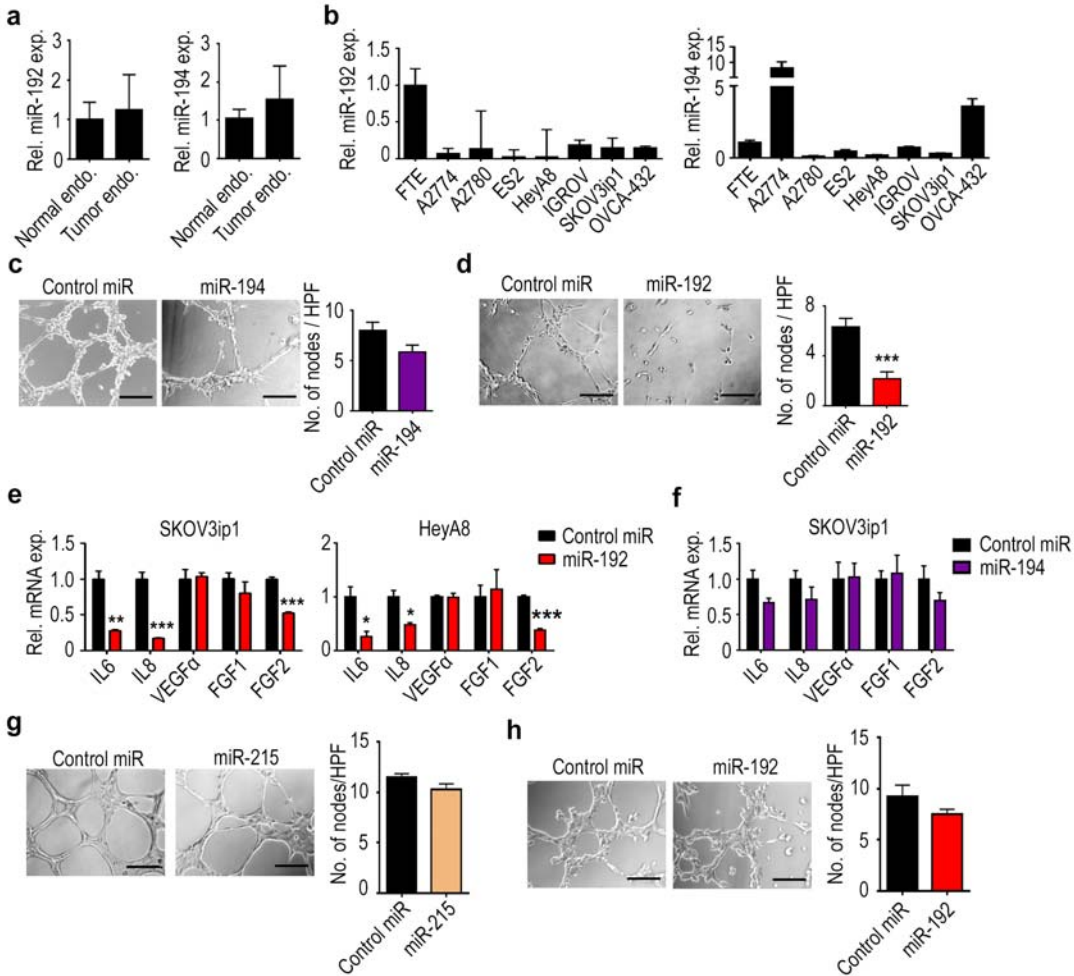 a
Rel. miR-192 exp.
3
2
1
0
Normal endo.
Tumor endo.
Rel. miR-194 exp.
3
2
1
0
Normal endo.
Tumor endo.
b
Rel. miR-192 exp.
1.5
1.0
0.5
0
FTE
A2774
A2780
ES2
HeyA8
IGROV
SKOV3ip1
OVCA-432
Rel. miR-194 exp.
15
10
5
5
0
FTE
A2774
A2780
ES2
HeyA8
IGROV
SKOV3ip1
OVCA-432
c
Control miR
miR-194
No. of nodes / HPF
10
5
0
Control miR
miR-194
d
Control miR
miR-192
No. of nodes / HPF
8
4
0
***
Control miR
miR-192
e
SKOV3ip1
Rel. mRNA exp.
1.5
1.0
0.5
0
** *** ***
IL6
IL8
VEGFα
FGF1
FGF2
HeyA8
2
1
0
* * ***
IL6
IL8
VEGFα
FGF1
FGF2
Control miR
miR-192
f
SKOV3ip1
Rel. mRNA exp.
1.5
1.0
0.5
0
IL6
IL8
VEGFα
FGF1
FGF2
Control miR
miR-194
g
Control miR
miR-215
No. of nodes/HPF
15
10
5
0
Control miR
miR-215
h
Control miR
miR-192
No. of nodes/HPF
15
10
5
0
Control miR
miR-192